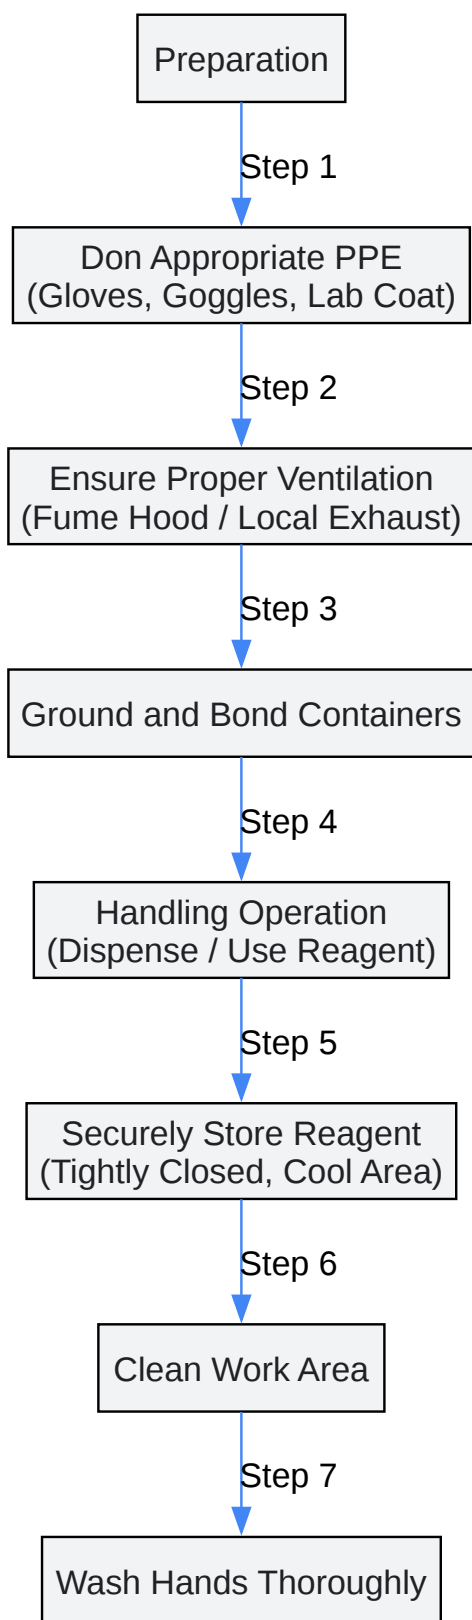 Preparation
Step 1
Don Appropriate PPE
(Gloves, Goggles, Lab Coat)
Step 2
Ensure Proper Ventilation
(Fume Hood / Local Exhaust)
Step 3
Ground and Bond Containers
Step 4
Handling Operation
(Dispense / Use Reagent)
Step 5
Securely Store Reagent
(Tightly Closed, Cool Area)
Step 6
Clean Work Area
Step 7
Wash Hands Thoroughly